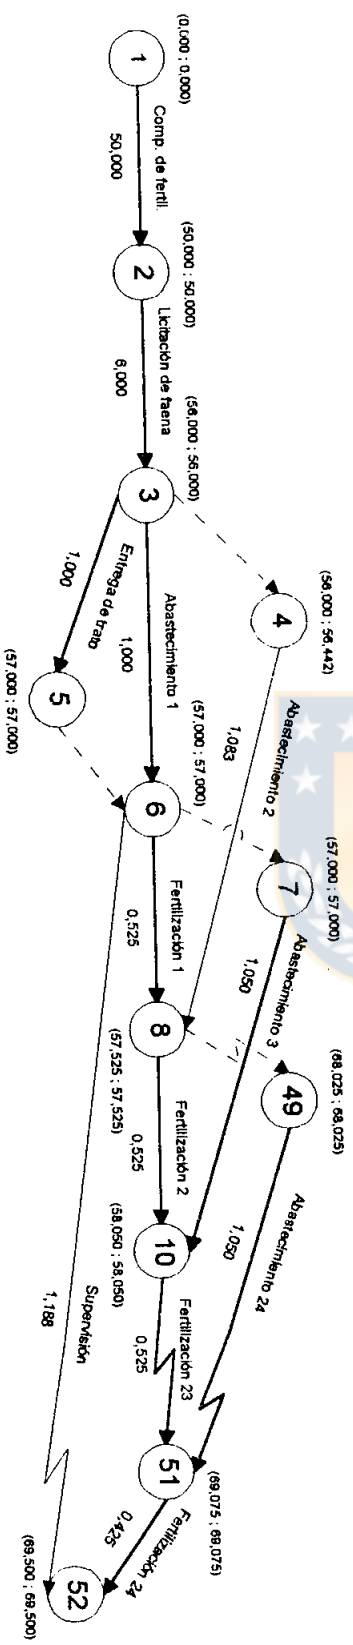 (0,000 ; 0,000)
1
Comp. de fertil.
50,000
(50,000 ; 50,000)
2
Licitación de faena
6,000
(56,000 ; 56,000)
3
Entrega de trato
1,000
Abastecimiento 1
1,000
(56,000 ; 56,442)
4
Abastecimiento 2
1,083
5
(57,000 ; 57,000)
(57,000 ; 57,000)
6
Fertilización 1
0,525
(57,000 ; 57,000)
7
Abastecimiento 3
1,050
8
(57,525 ; 57,525)
Fertilización 2
0,525
(68,025 ; 68,025)
49
Abastecimiento 24
1,050
10
(58,050 ; 58,050)
Fertilización 23
0,525
Supervisión
1,188
51
(69,075 ; 69,075)
Fertilización 24
0,425
52
(69,500 ; 69,500)